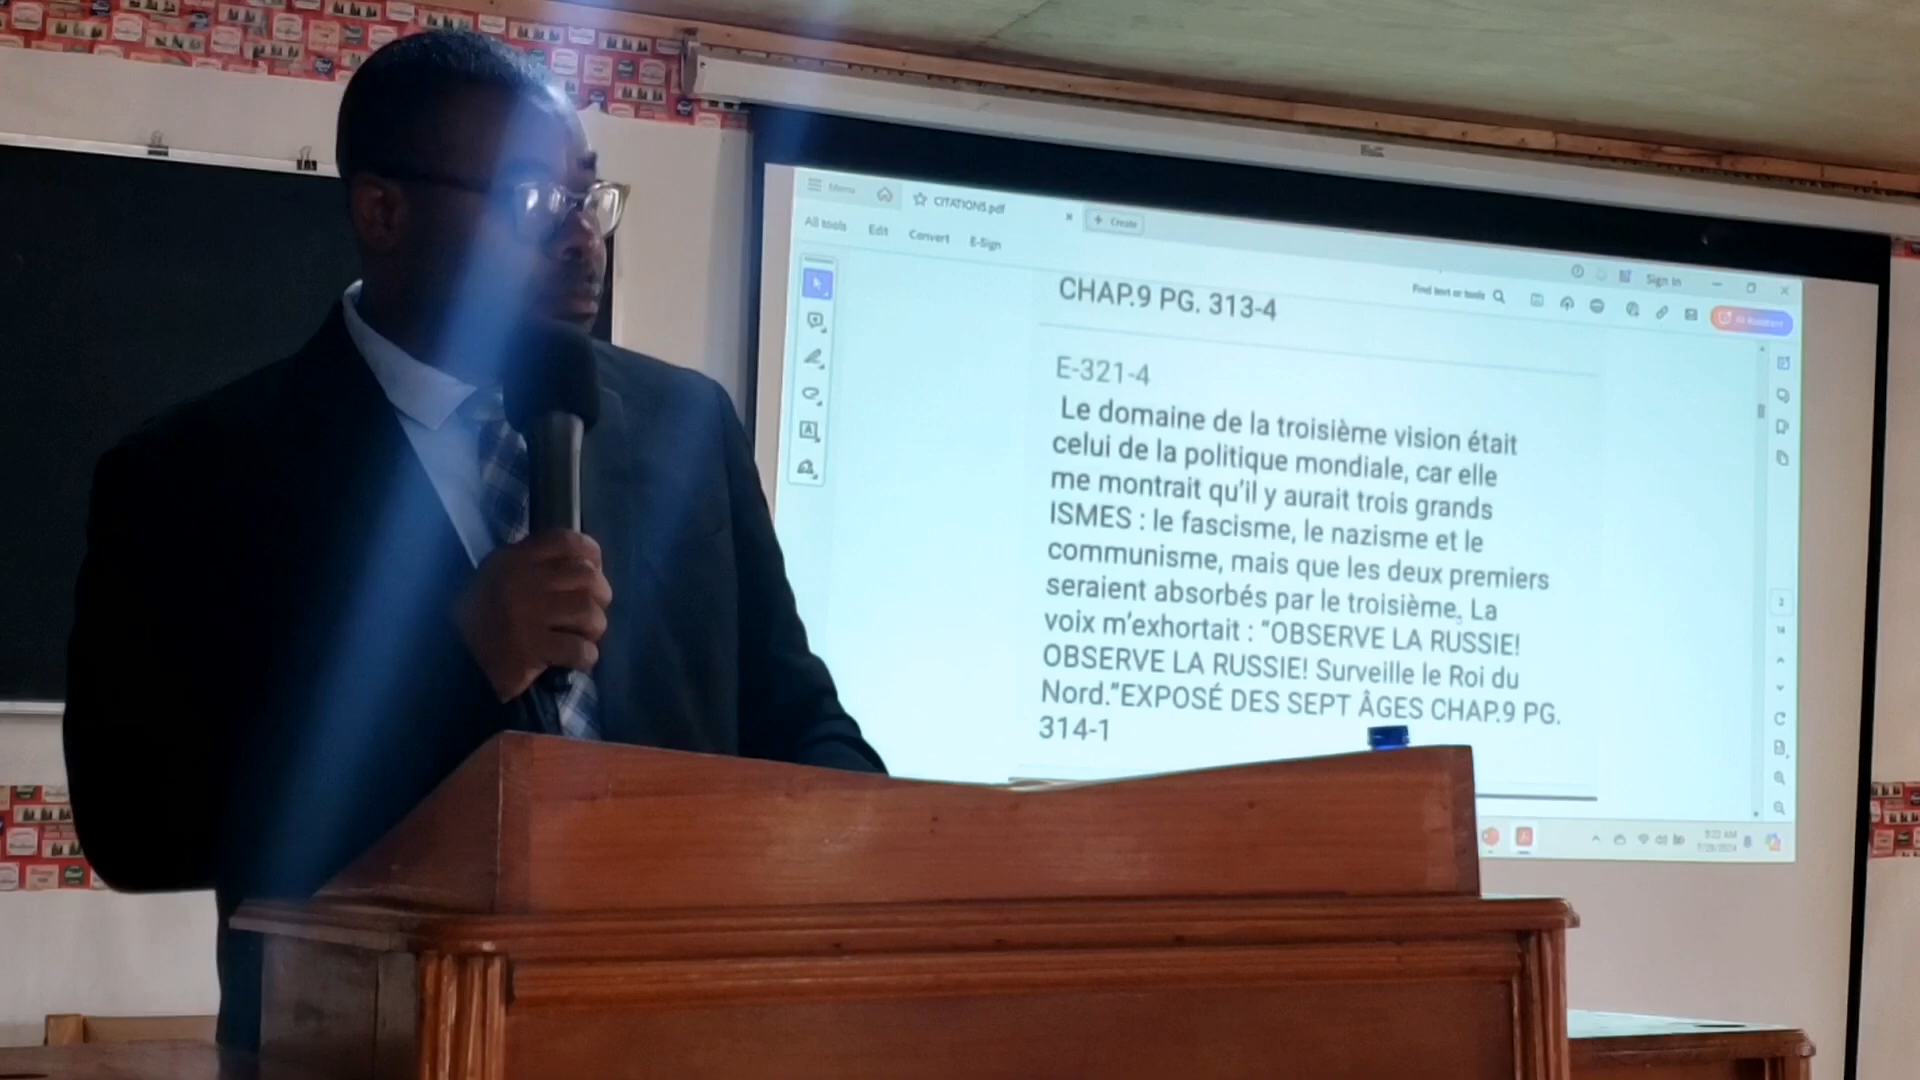 Menu
CITATIONS.pdf
+ Create
All tools Edit Convert E-Sign
Sign In
Find text or tools
AI Assistant
CHAP.9 PG. 313-4
E-321-4
Le domaine de la troisième vision était
celui de la politique mondiale, car elle
me montrait qu'il y aurait trois grands
ISMES : le fascisme, le nazisme et le
communisme, mais que les deux premiers
seraient absorbés par le troisième. La
voix m'exhortait : "OBSERVE LA RUSSIE!
OBSERVE LA RUSSIE! Surveille le Roi du
Nord."EXPOSÉ DES SEPT ÂGES CHAP.9 PG.
314-1